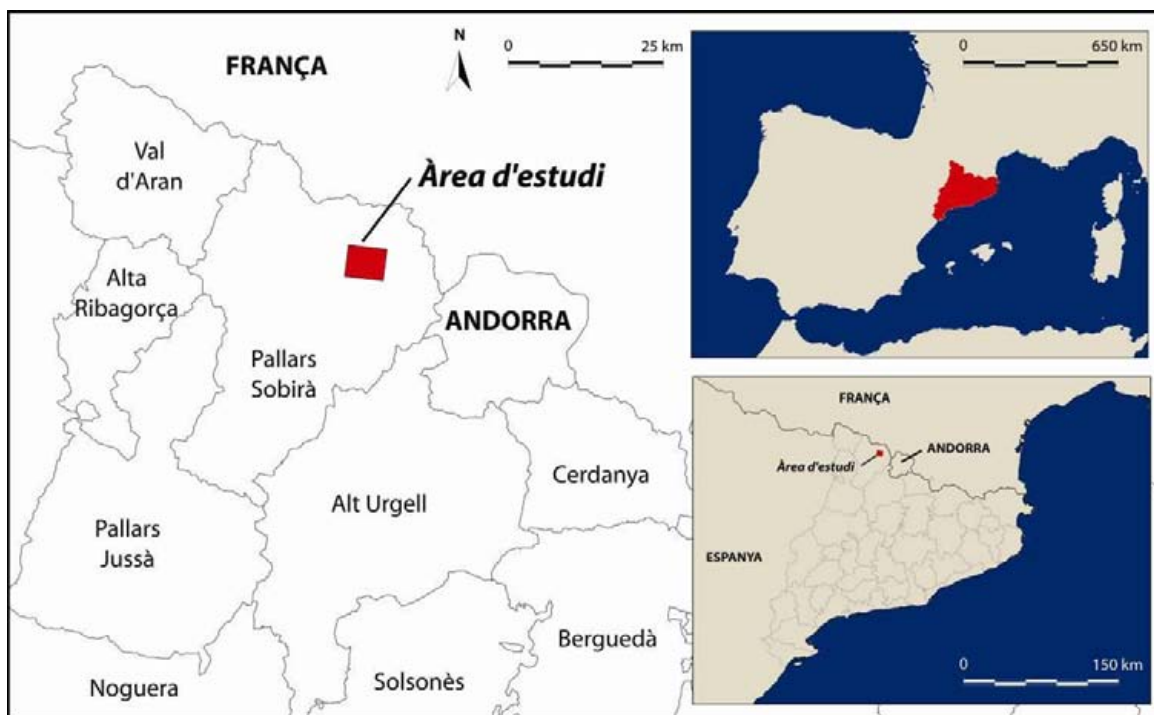 FRANÇA
N
0 25 km
Àrea d'estudi
Val
d'Aran
Alta
Ribagorça
ANDORRA
Pallars
Sobirà
Cerdanya
Alt Urgell
Pallars
Jussà
Berguedà
Noguera
Solsonès
0 650 km
FRANÇA
ANDORRA
Àrea d'estudi
ESPANYA
0 150 km